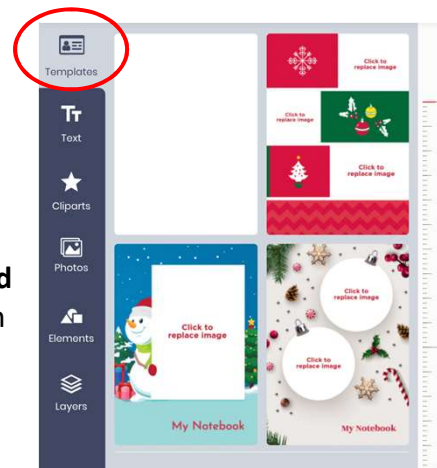 Templates
Text
Cliparts
Photos
Elements
Layers
d
n
Click to
replace image
Click to
replace image
Click to
replace image
Click to
replace image
My Notebook
Click to
replace image
Click to
replace image
My Notebook